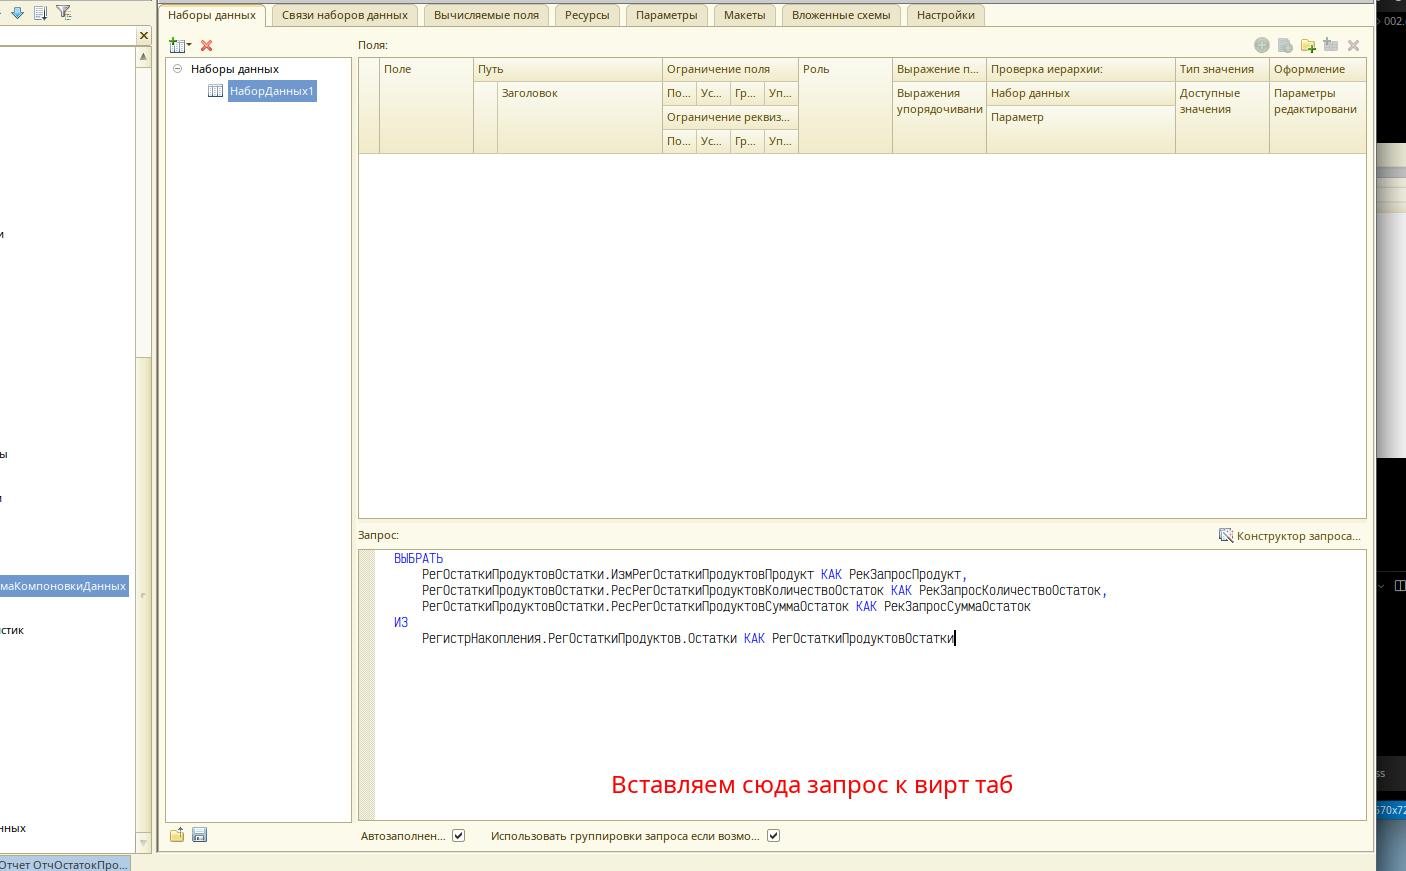 Наборы данных
Связи наборов данных
Вычисляемые поля
Ресурсы
Параметры
Макеты
Вложенные схемы
Настройки
002.
Поля:
Наборы данных
НаборДанных1
Поле
Путь
Заголовок
Ограничение поля
По...
Ус...
Гр...
Уп...
Ограничение реквиз...
По...
Ус...
Гр...
Уп...
Роль
Выражение п...
Выражения
упорядочивани
Проверка иерархии:
Набор данных
Параметр
Тип значения
Доступные
значения
Оформление
Параметры
редактировани
и
ы
маКомпоновкиДанных
стик
нных
Отчет ОтчОстатокПро...
Запрос:
Конструктор запроса...
ВЫБРАТЬ
РегОстаткиПродуктовОстатки.ИзмРегОстаткиПродуктовПродукт КАК РекЗапросПродукт,
РегОстаткиПродуктовОстатки.РесРегОстаткиПродуктовКоличествоОстаток КАК РекЗапросКоличествоОстаток,
РегОстаткиПродуктовОстатки.РесРегОстаткиПродуктовСуммаОстаток КАК РекЗапросСуммаОстаток
ИЗ
РегистрНакопления.РегОстаткиПродуктов.Остатки КАК РегОстаткиПродуктовОстатки
Вставляем сюда запрос к вирт таб
Автозаполнен...
Использовать группировки запроса если возмо...
ss